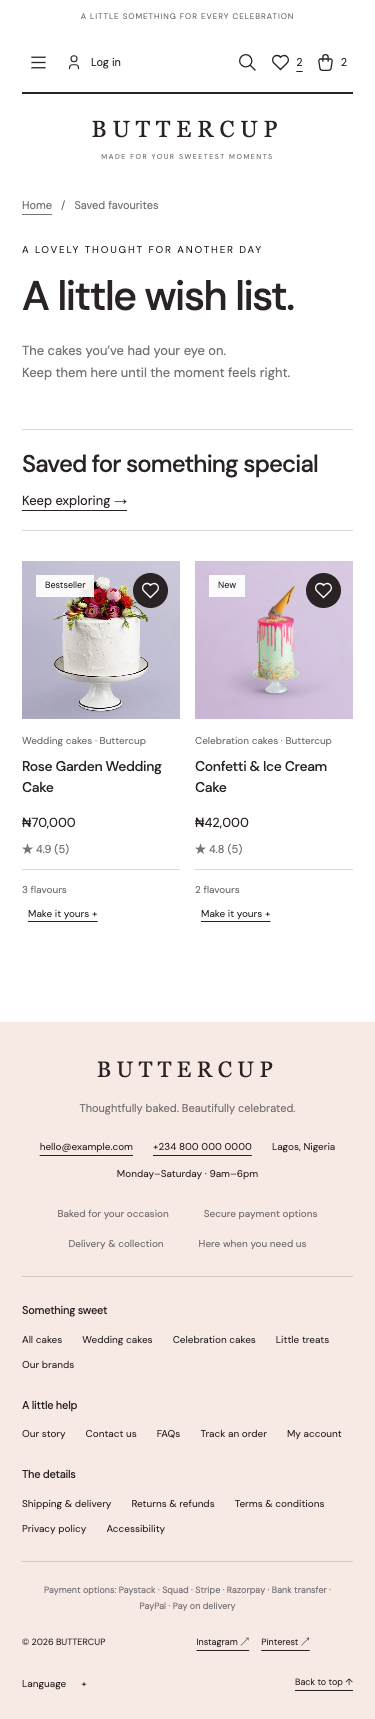 A LITTLE SOMETHING FOR EVERY CELEBRATION
Log in
2
2
BUTTERCUP
MADE FOR YOUR SWEETEST MOMENTS
Home / Saved favourites
A LOVELY THOUGHT FOR ANOTHER DAY
A little wish list.
The cakes you’ve had your eye on.
Keep them here until the moment feels right.
Saved for something special
Keep exploring →
Bestseller
Wedding cakes · Buttercup
Rose Garden Wedding
Cake
₦70,000
★ 4.9 (5)
3 flavours
Make it yours +
New
Celebration cakes · Buttercup
Confetti & Ice Cream
Cake
₦42,000
★ 4.8 (5)
2 flavours
Make it yours +
BUTTERCUP
Thoughtfully baked. Beautifully celebrated.
hello@example.com +234 800 000 0000 Lagos, Nigeria
Monday–Saturday · 9am–6pm
Baked for your occasion Secure payment options
Delivery & collection Here when you need us
Something sweet
All cakes Wedding cakes Celebration cakes Little treats
Our brands
A little help
Our story Contact us FAQs Track an order My account
The details
Shipping & delivery Returns & refunds Terms & conditions
Privacy policy Accessibility
Payment options: Paystack · Squad · Stripe · Razorpay · Bank transfer ·
PayPal · Pay on delivery
© 2026 BUTTERCUP Instagram ↗ Pinterest ↗
Language + Back to top ↑